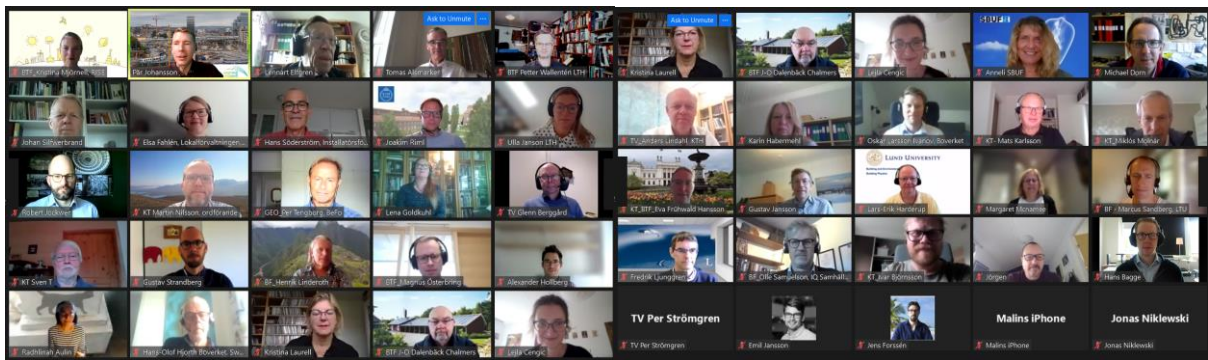 Ask to Unmute ...
BTF_Kristina Mjörnell, RISE
Pär Johansson
Lennart Elfgren
Tomas Alsmarker
BTF Petter Wallentén LTH
Johan Silfwerbrand
Elsa Fahlén, Lokalförvaltningen...
Hans Söderström, Installatörsfö...
Joakim Riml
Ulla Janson LTH
Robert Jockwer
KT Martin Nilsson, ordförande
GEO_Per Tengborg, BeFo
Lena Goldkuhl
TV Glenn Berggård
KT Sven T
Gustav Strandberg
BF_Henrik Linderoth
BTF_Magnus Österbring
Alexander Hollberg
Radhlinah Aulin
Hans-Olof Hjorth Boverket, Sw...
Kristina Laurell
BTF J-O Dalenbäck Chalmers
Lejla Cengic
Ask to Unmute ...
SBUF
Kristina Laurell
BTF J-O Dalenbäck Chalmers
Lejla Cengic
Anneli SBUF
Michael Dorn
TV_Anders Lindahl, KTH
Karin Habermehl
Oskar Larsson Ivanov, Boverket
KT- Mats Karlsson
KT_Miklós Molnár
LUND UNIVERSITY
KT_BTF_Eva Frühwald Hansson
Gustav Jansson
Lars-Erik Harderup
Margaret Mcnamee
BF - Marcus Sandberg, LTU
Fredrik Ljunggren
BF_Olle Samuelson, IQ Samhäll...
KT_Ivar Björnsson
Jörgen
Hans Bagge
TV Per Strömgren
Malins iPhone
Jonas Niklewski
TV Per Strömgren
Emil Jansson
Jens Forssén
Malins iPhone
Jonas Niklewski